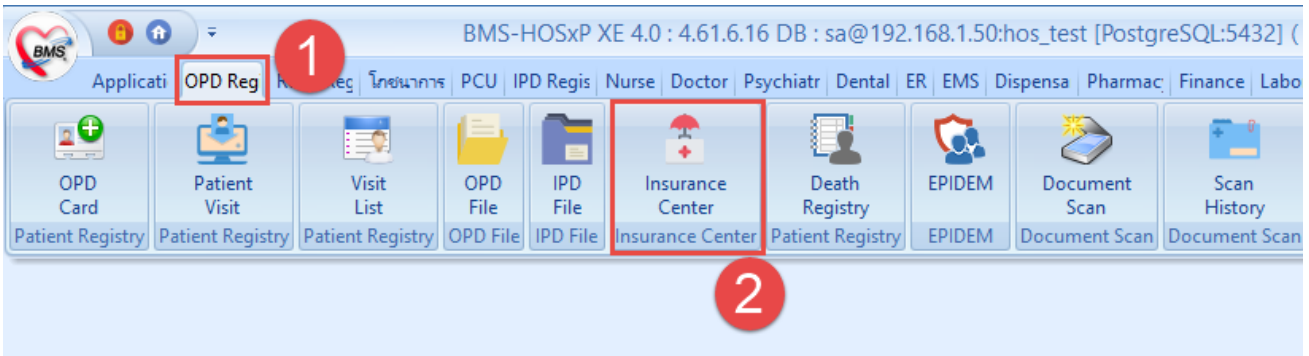 BMS
BMS-HOSxP XE 4.0 : 4.61.6.16 DB : sa@192.168.1.50:hos_test [PostgreSQL:5432] (
1
Applicati OPD Reg โภชนาการ PCU IPD Regis Nurse Doctor Psychiatr Dental ER EMS Dispensa Pharmac Finance Labo
OPD Card
Patient Visit
Visit List
OPD File
IPD File
Insurance Center
Death Registry
EPIDEM
Document Scan
Scan History
Patient Registry Patient Registry Patient Registry OPD File IPD File Insurance Center Patient Registry EPIDEM Document Scan Document Scan
2